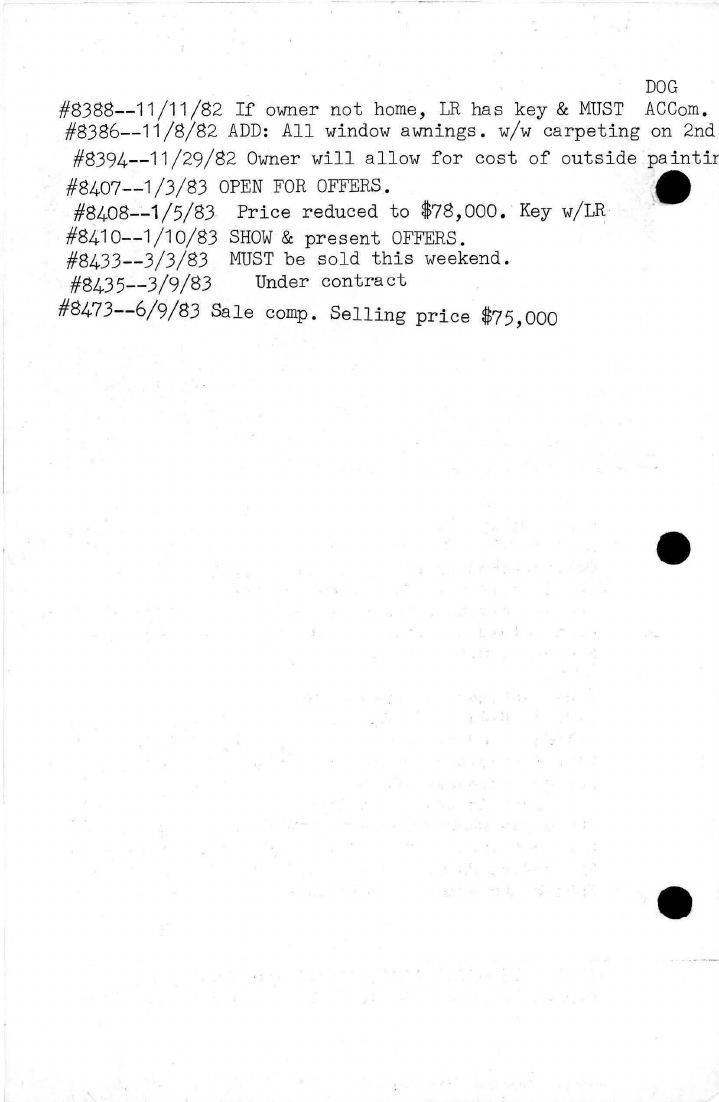 DOG
#8388--11/11/82 If owner not home, LR has key & MUST ACCom.
#8386--11/8/82 ADD: All window awnings. w/w carpeting on 2nd
#8394--11/29/82 Owner will allow for cost of outside paintin
#8407--1/3/83 OPEN FOR OFFERS.
#8408--1/5/83 Price reduced to $78,000. Key w/LR
#8410--1/10/83 SHOW & present OFFERS.
#8433--3/3/83 MUST be sold this weekend.
#8435--3/9/83 Under contract
#8473--6/9/83 Sale comp. Selling price $75,000